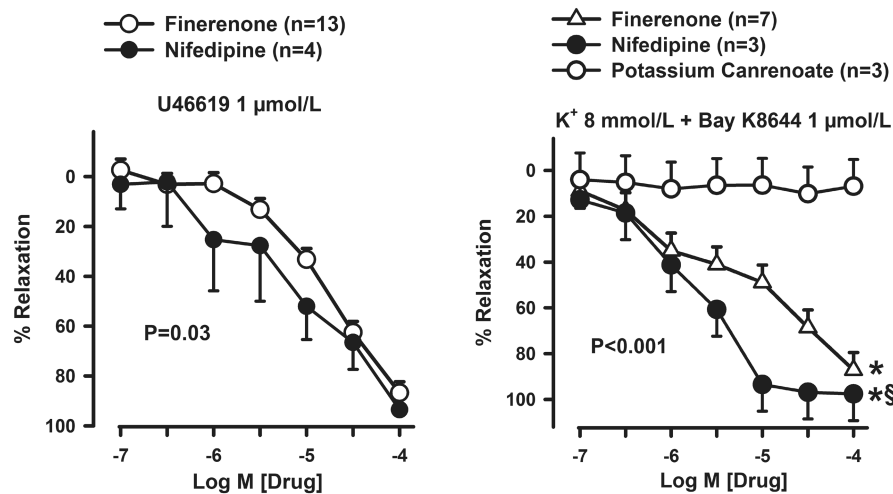 Finerenone (n=13)
Nifedipine (n=4)
U46619 1 µmol/L
% Relaxation
0
20
40
60
80
100
P=0.03
-7
-6
-5
-4
Log M [Drug]
Finerenone (n=7)
Nifedipine (n=3)
Potassium Canrenoate (n=3)
K⁺ 8 mmol/L + Bay K8644 1 µmol/L
% Relaxation
0
20
40
60
80
100
P<0.001
*
*§
-7
-6
-5
-4
Log M [Drug]